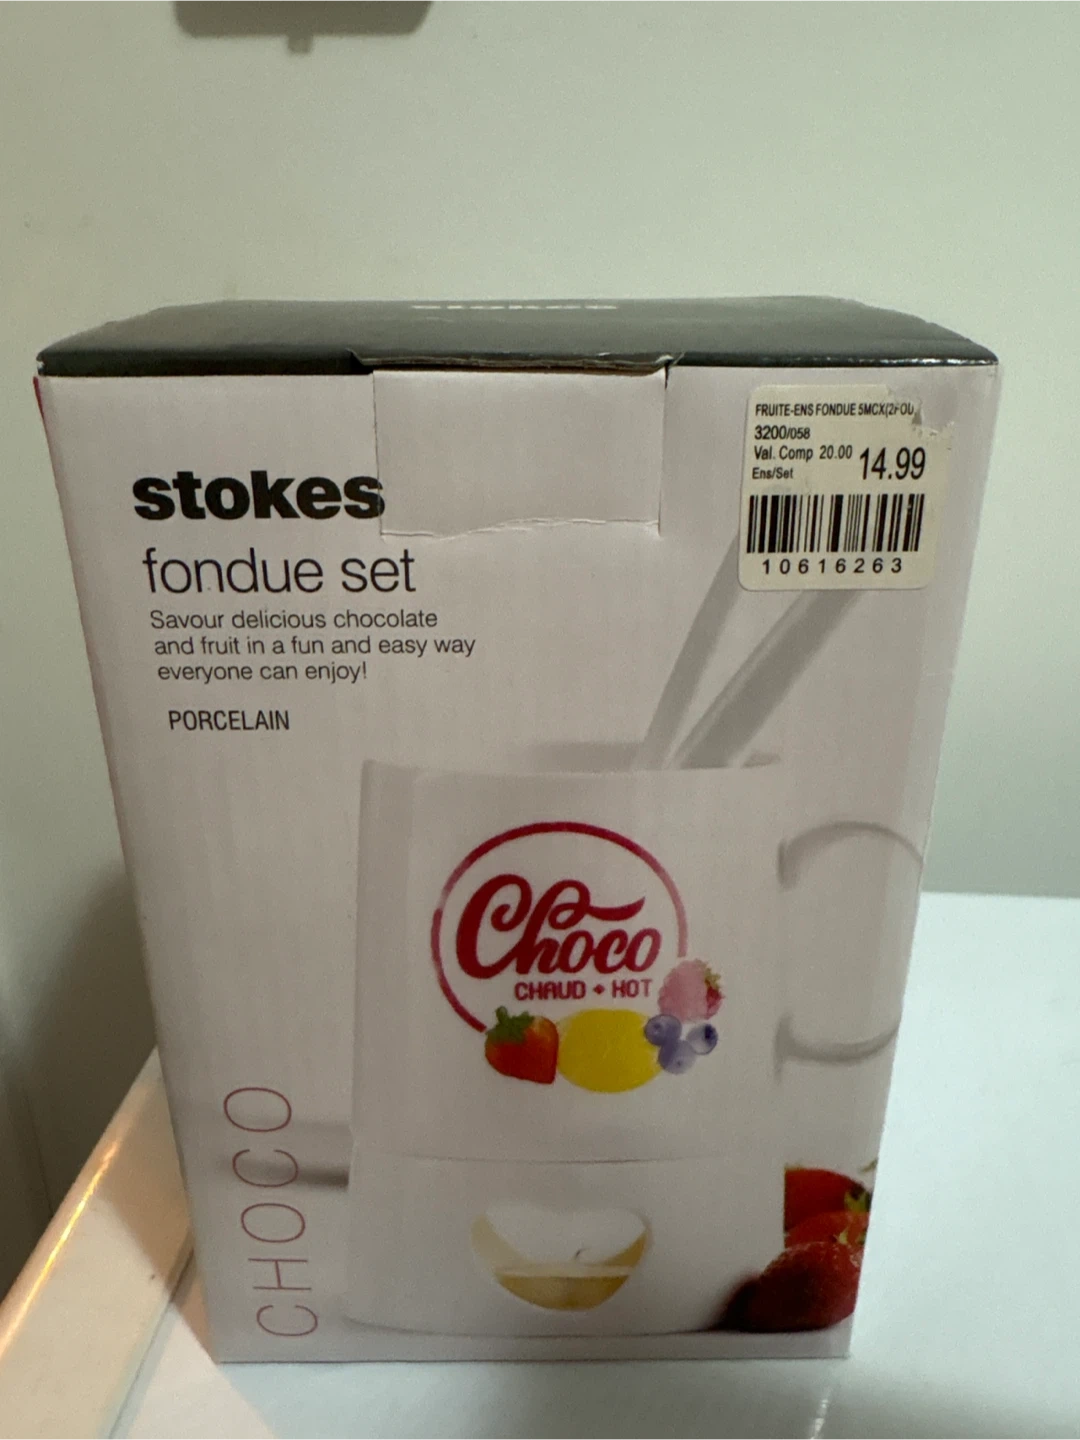 stokes
fondue set
Savour delicious chocolate
and fruit in a fun and easy way
everyone can enjoy!
PORCELAIN
FRUITE-ENS FONDUE 5MCX(2FOU
3200/058
Val. Comp 20.00
14.99
Ens/Set
10616263
Choco
CHAUD + HOT
CHOCO